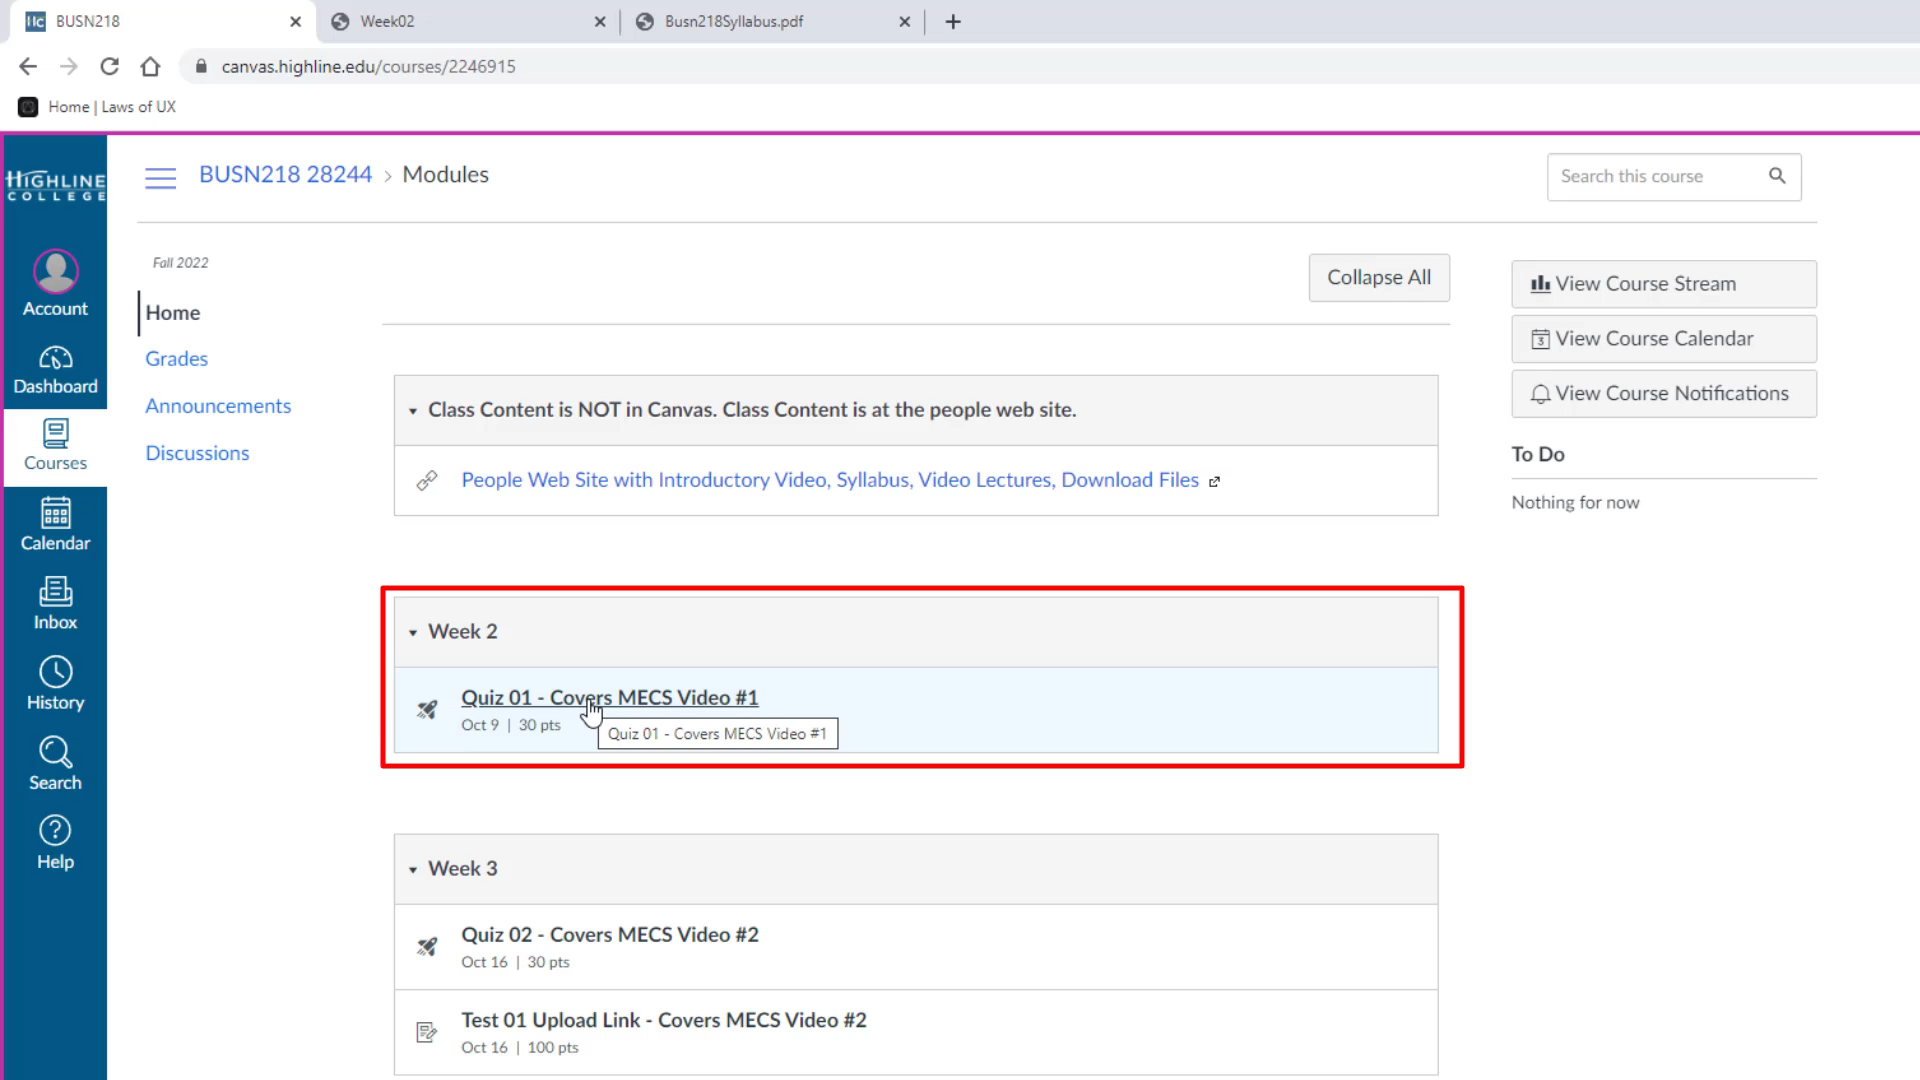 BUSN218
Week02
Busn218Syllabus.pdf
canvas.highline.edu/courses/2246915
Home | Laws of UX
HIGHLINE
COLLEGE
Account
Dashboard
Courses
Calendar
Inbox
History
Search
Help
BUSN218 28244 > Modules
Search this course
Fall 2022
Home
Grades
Announcements
Discussions
Collapse All
Class Content is NOT in Canvas. Class Content is at the people web site.
People Web Site with Introductory Video, Syllabus, Video Lectures, Download Files
Week 2
Quiz 01 - Covers MECS Video #1
Oct 9 | 30 pts
Quiz 01 - Covers MECS Video #1
Week 3
Quiz 02 - Covers MECS Video #2
Oct 16 | 30 pts
Test 01 Upload Link - Covers MECS Video #2
Oct 16 | 100 pts
View Course Stream
3 View Course Calendar
View Course Notifications
To Do
Nothing for now